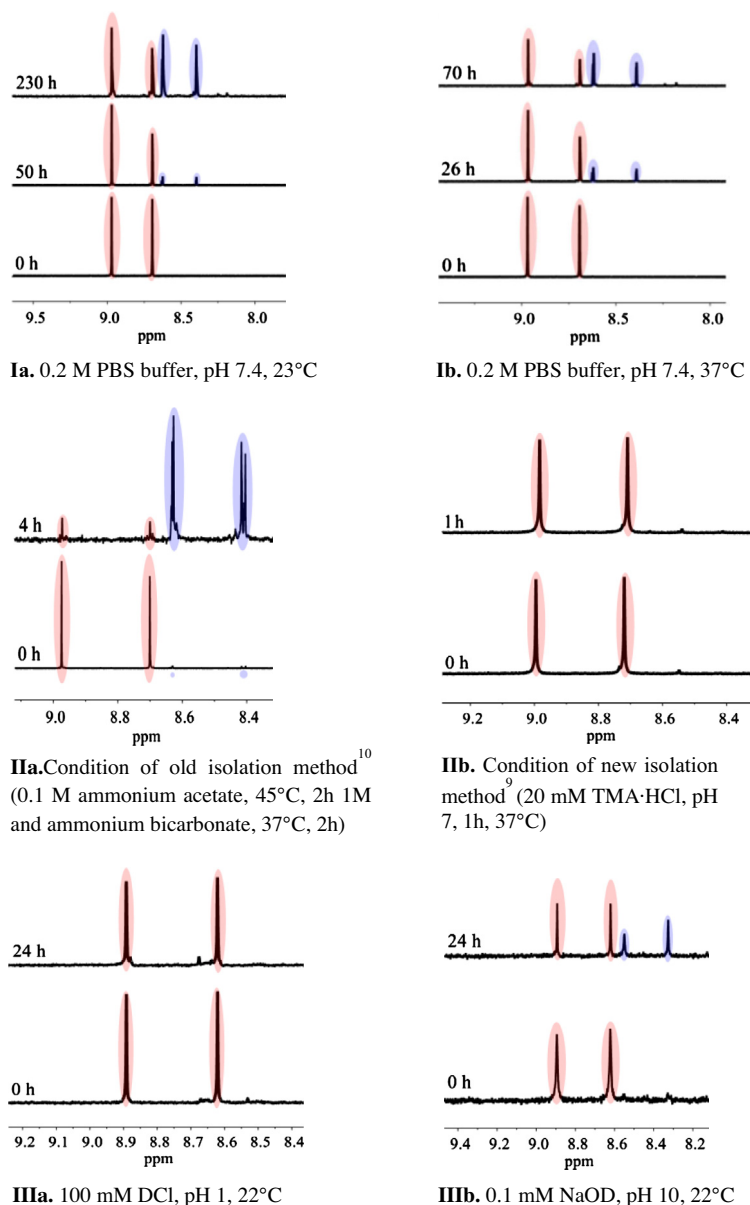 230 h
50 h
0 h
9.5 9.0 8.5 8.0
ppm
Ia. 0.2 M PBS buffer, pH 7.4, 23°C
70 h
26 h
0 h
9.0 8.5 8.0
ppm
Ib. 0.2 M PBS buffer, pH 7.4, 37°C
4 h
0 h
9.0 8.8 8.6 8.4
ppm
IIa.Condition of old isolation method10
(0.1 M ammonium acetate, 45°C, 2h 1M
and ammonium bicarbonate, 37°C, 2h)
1h
0 h
9.2 9.0 8.8 8.6 8.4
ppm
IIb. Condition of new isolation
method9 (20 mM TMA·HCl, pH
7, 1h, 37°C)
24 h
0 h
9.2 9.1 9.0 8.9 8.8 8.7 8.6 8.5 8.4
ppm
IIIa. 100 mM DCl, pH 1, 22°C
24 h
0 h
9.4 9.2 9.0 8.8 8.6 8.4 8.2
ppm
IIIb. 0.1 mM NaOD, pH 10, 22°C